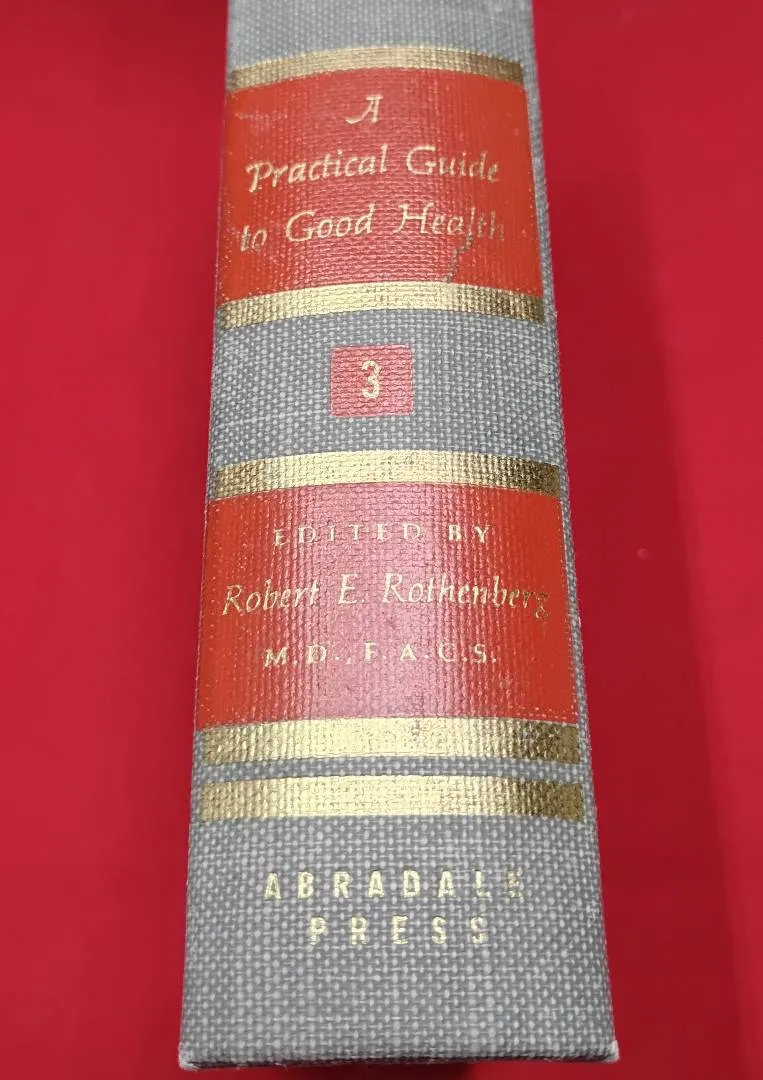 A
Practical Guide
to Good Health
3
EDITED BY
Robert E. Rothenberg
M.D., F.A.C.S.
ABRADALE
PRESS